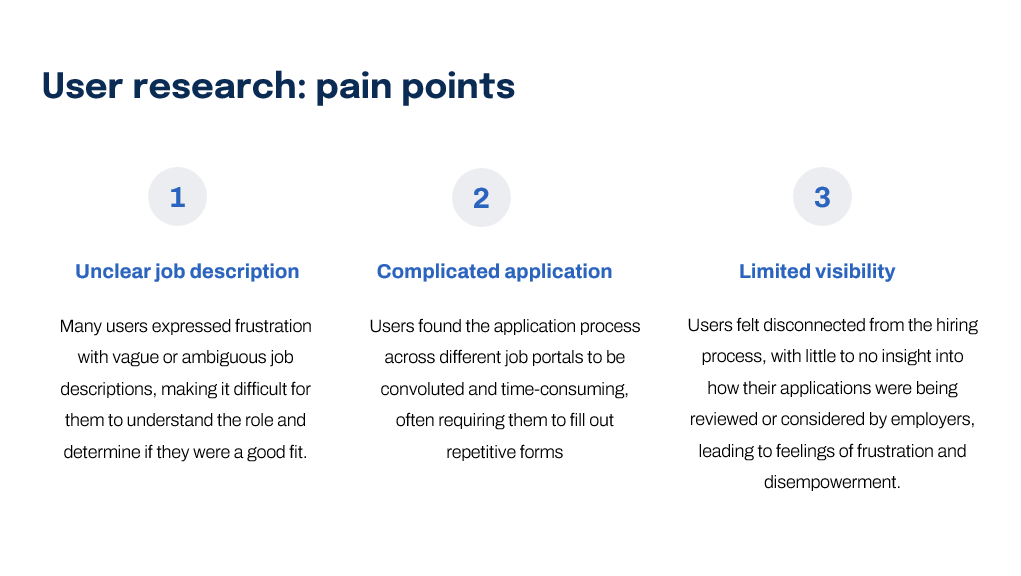 User research: pain points
1
Unclear job description
Many users expressed frustration
with vague or ambiguous job
descriptions, making it difficult for
them to understand the role and
determine if they were a good fit.
2
Complicated application
Users found the application process
across different job portals to be
convoluted and time-consuming,
often requiring them to fill out
repetitive forms
3
Limited visibility
Users felt disconnected from the hiring
process, with little to no insight into
how their applications were being
reviewed or considered by employers,
leading to feelings of frustration and
disempowerment.